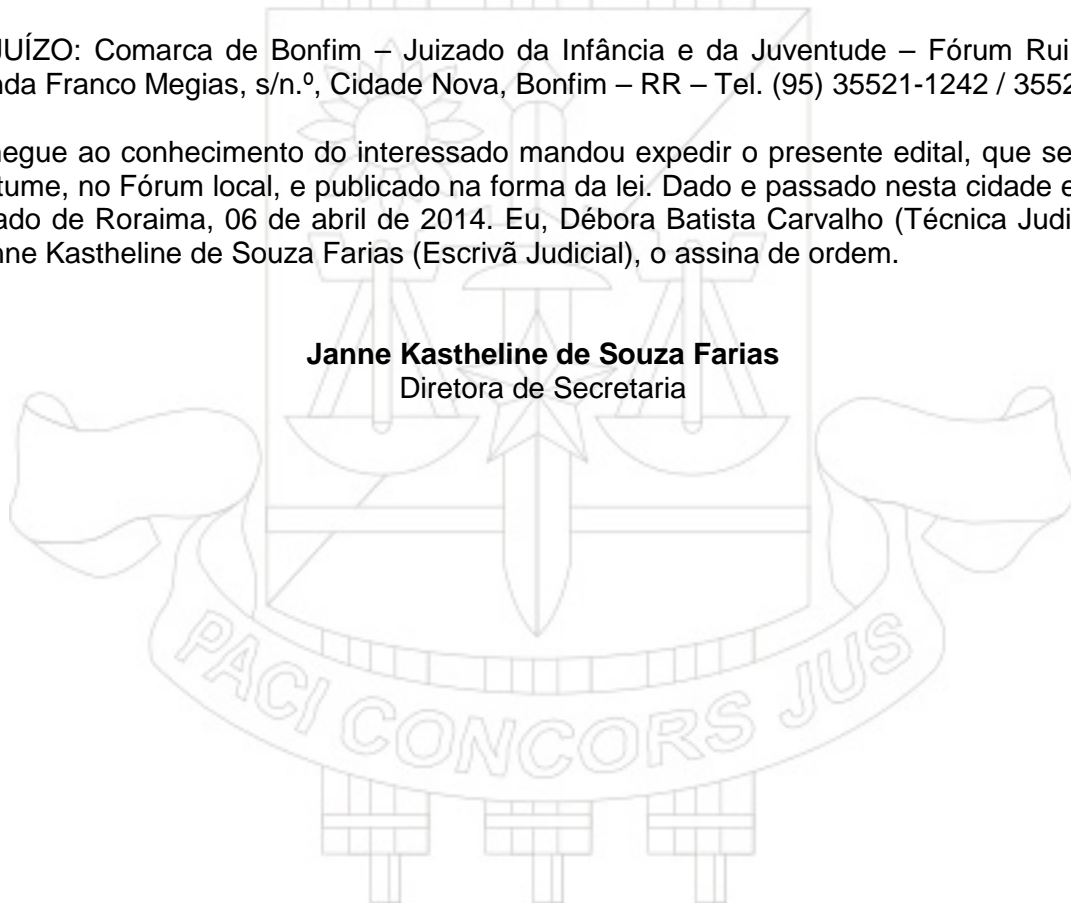 JUÍZO: Comarca de Bonfim – Juizado da Infância e da Juventude – Fórum Rui
nda Franco Megias, s/n.º, Cidade Nova, Bonfim – RR – Tel. (95) 35521-1242 / 3552
negue ao conhecimento do interessado mandou expedir o presente edital, que se
tume, no Fórum local, e publicado na forma da lei. Dado e passado nesta cidade e
ado de Roraima, 06 de abril de 2014. Eu, Débora Batista Carvalho (Técnica Judi
nne Kastheline de Souza Farias (Escrivã Judicial), o assina de ordem.
Janne Kastheline de Souza Farias
Diretora de Secretaria
PACI CONCORS JUS